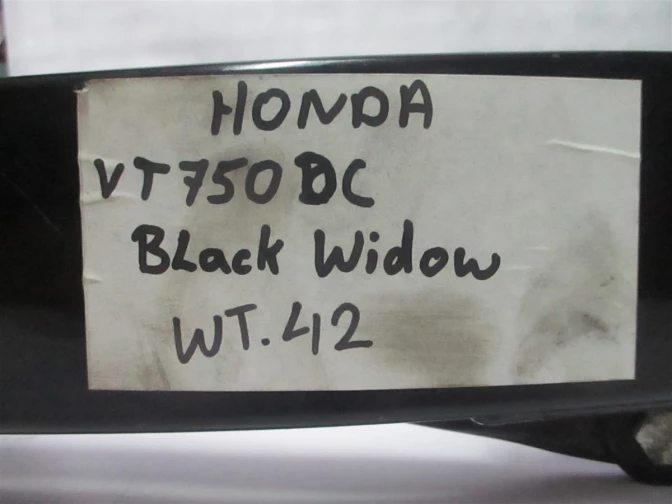 HONDA
VT750DC
BLack Widow
WT.42